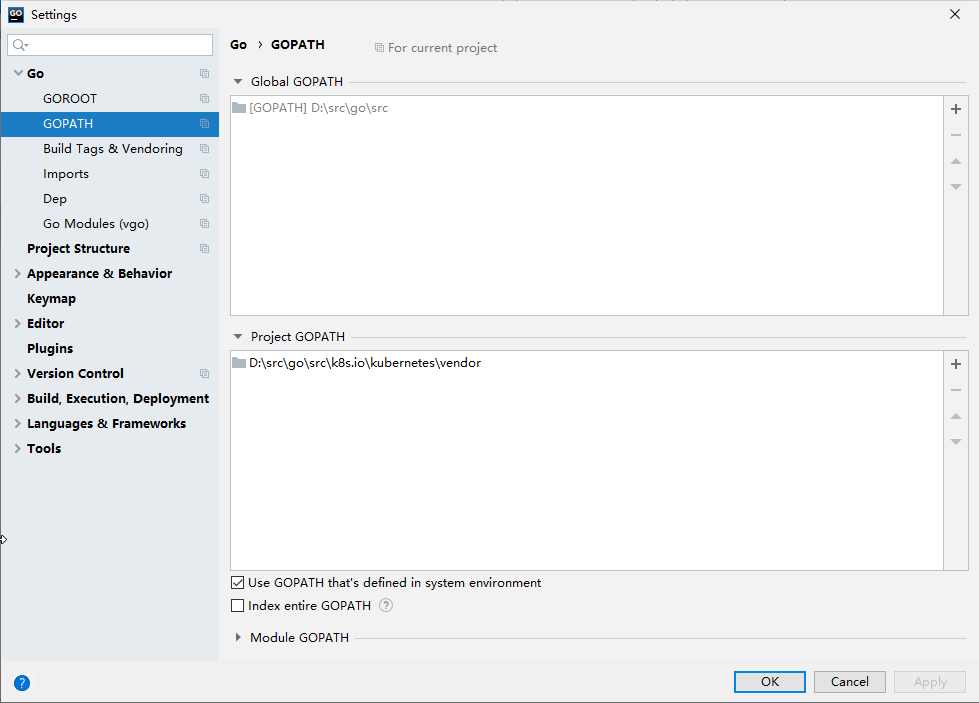 GO Settings
Go
GOROOT
GOPATH
Build Tags & Vendoring
Imports
Dep
Go Modules (vgo)
Project Structure
Appearance & Behavior
Keymap
Editor
Plugins
Version Control
Build, Execution, Deployment
Languages & Frameworks
Tools
?
Go › GOPATH For current project
Global GOPATH
[GOPATH] D:\src\go\src
Project GOPATH
D:\src\go\src\k8s.io\kubernetes\vendor
Use GOPATH that's defined in system environment
Index entire GOPATH ?
Module GOPATH
OK Cancel Apply